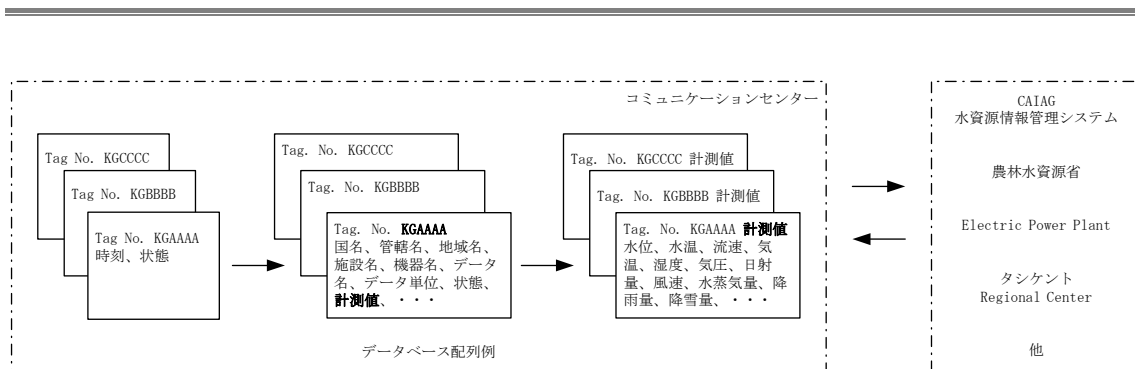 コミュニケーションセンター
Tag No. KGCCCC
Tag No. KGBBBB
Tag No. KGAAAA
時刻、状態
Tag. No. KGCCCC
Tag. No. KGBBBB
Tag. No. KGAAAA
国名、管轄名、地域名、
施設名、機器名、データ
名、データ単位、状態、
計測値、・・・
Tag. No. KGCCCC 計測値
Tag. No. KGBBBB 計測値
Tag. No. KGAAAA 計測値
水位、水温、流速、気
温、湿度、気圧、日射
量、風速、水蒸気量、降
雨量、降雪量、・・・
データベース配列例
CAIAG
水資源情報管理システム
農林水資源省
Electric Power Plant
タシケント
Regional Center
他